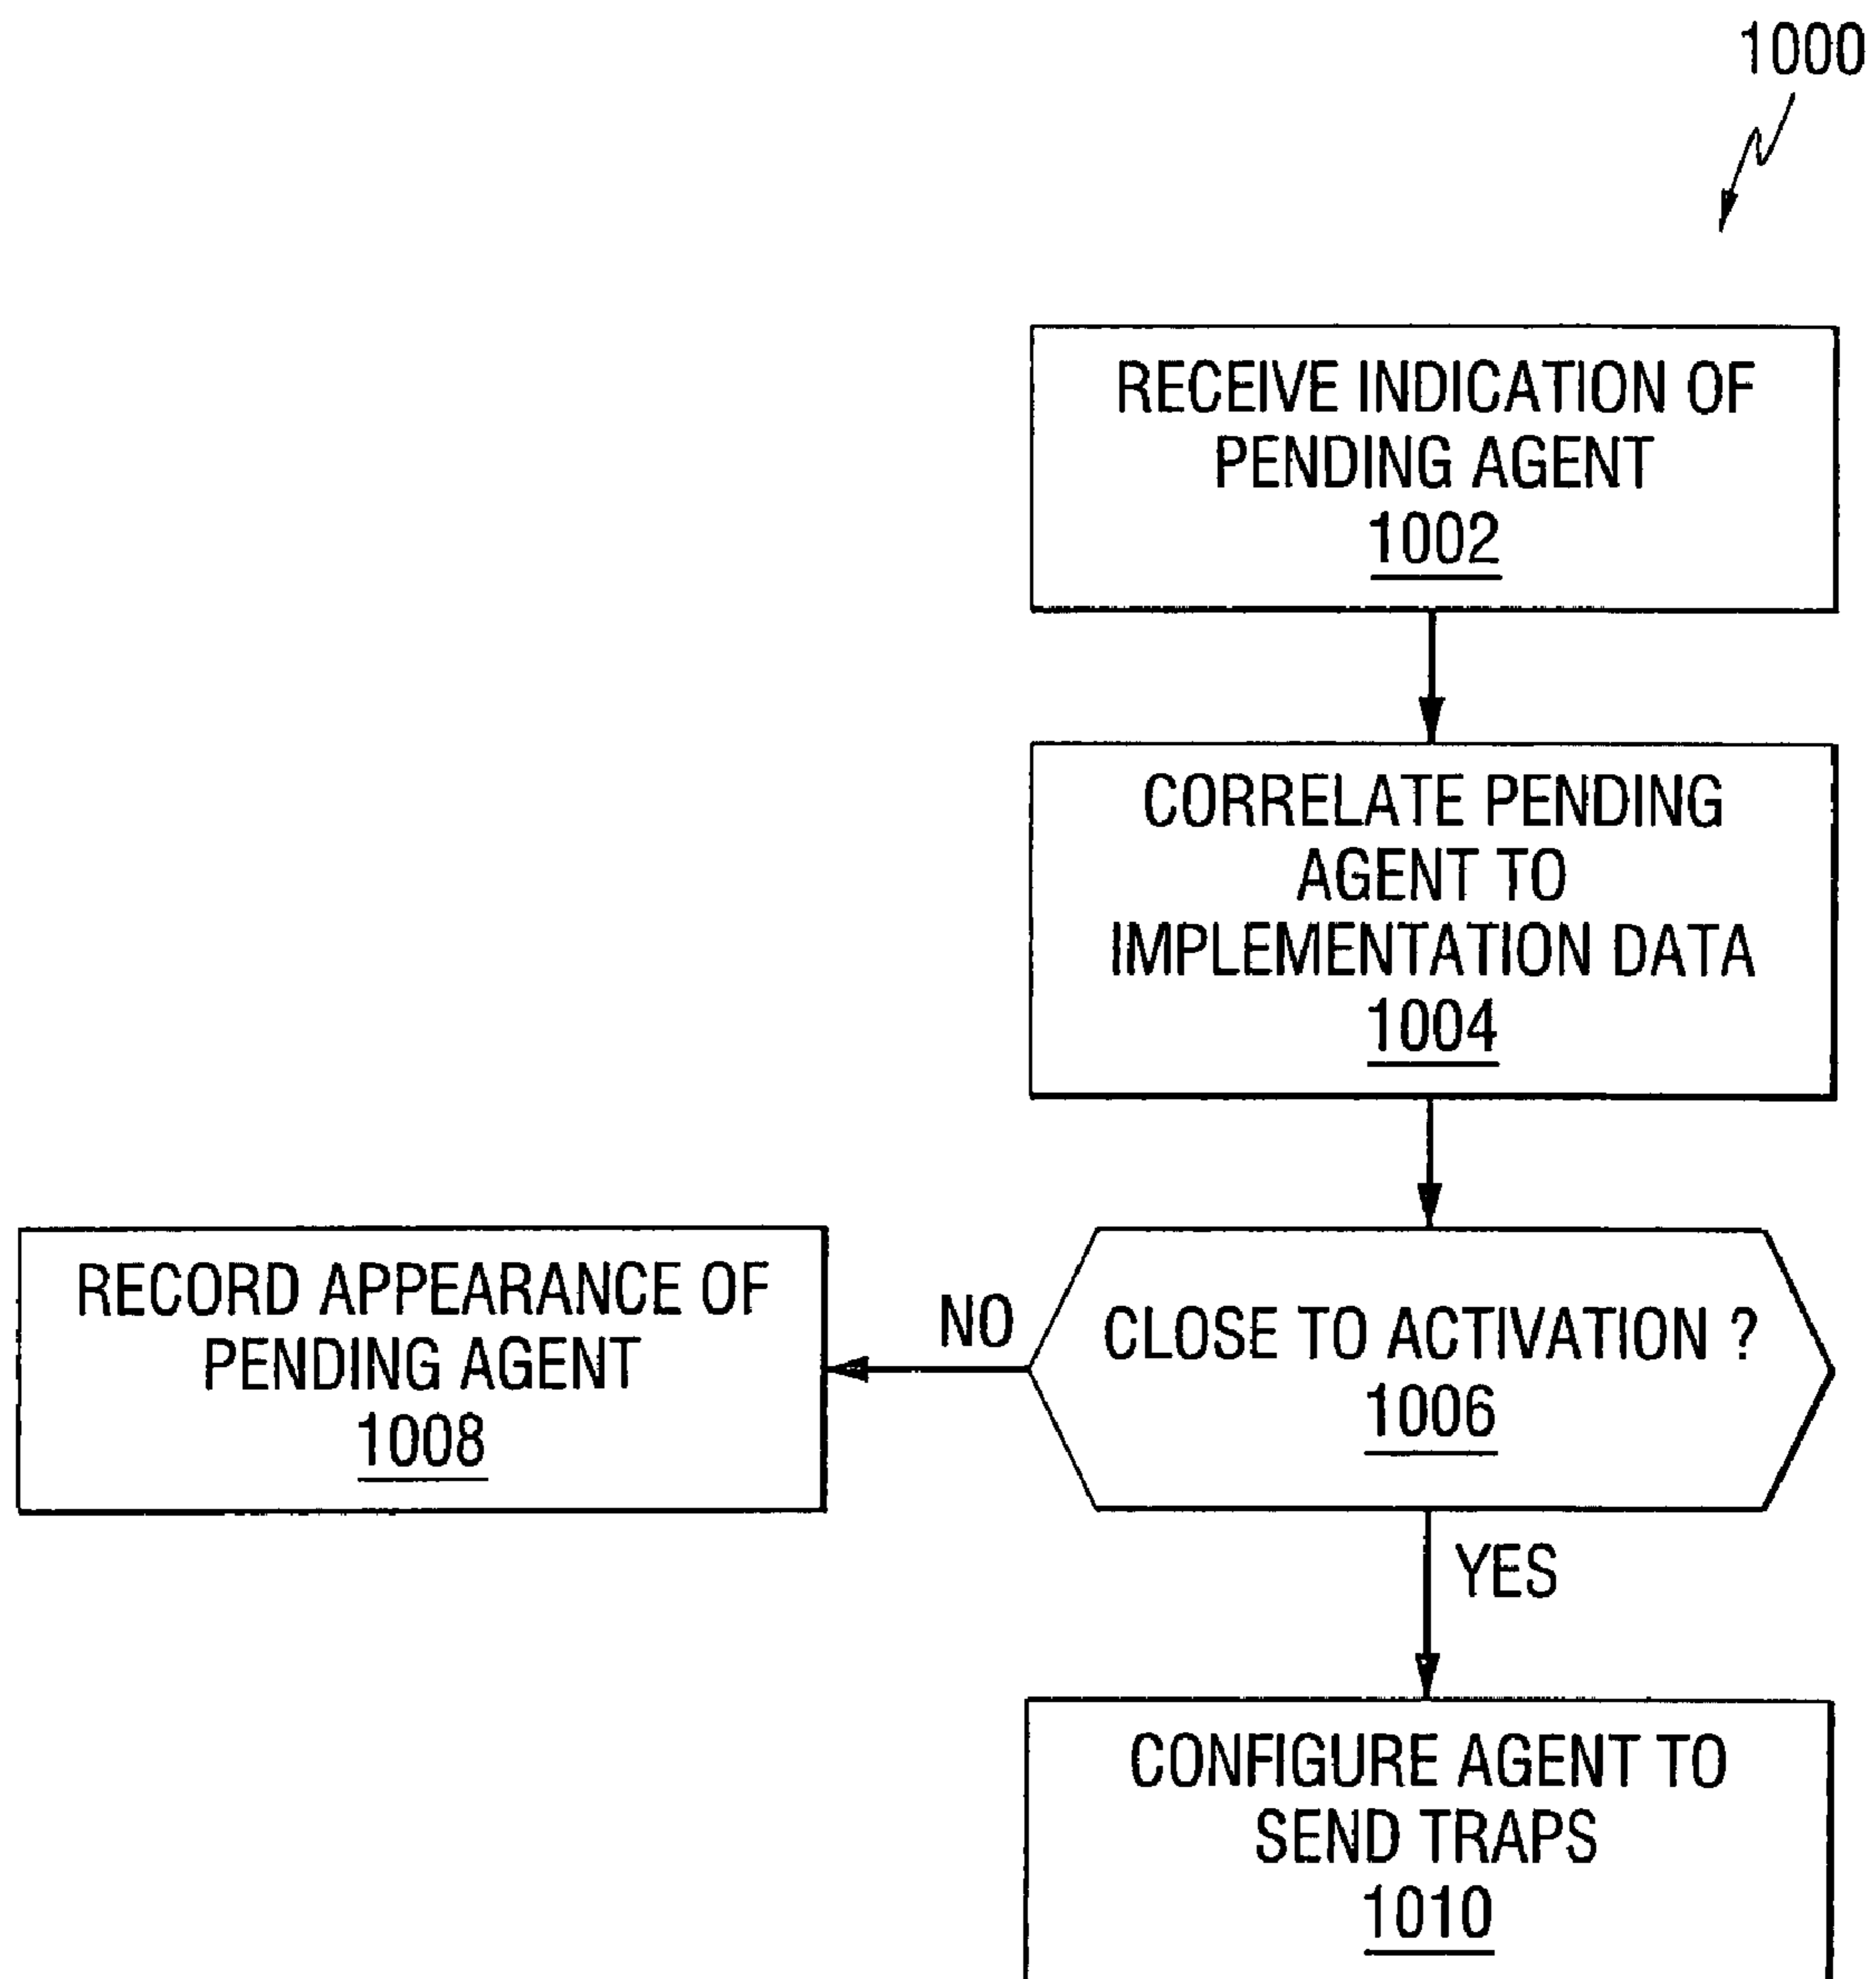 1000
RECEIVE INDICATION OF
PENDING AGENT
1002
CORRELATE PENDING
AGENT TO
IMPLEMENTATION DATA
1004
RECORD APPEARANCE OF
PENDING AGENT
1008
NO
CLOSE TO ACTIVATION ?
1006
YES
CONFIGURE AGENT TO
SEND TRAPS
1010